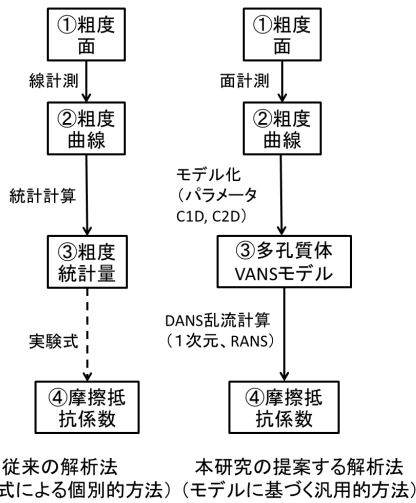 ①粗度
面
線計測
②粗度
曲線
統計計算
③粗度
統計量
実験式
④摩擦抵
抗係数
従来の解析法
式による個別的方法)
①粗度
面
面計測
②粗度
曲線
モデル化
(パラメータ
C1D, C2D)
③多孔質体
VANSモデル
DANS乱流計算
(1次元、RANS)
④摩擦抵
抗係数
本研究の提案する解析法
(モデルに基づく汎用的方法)